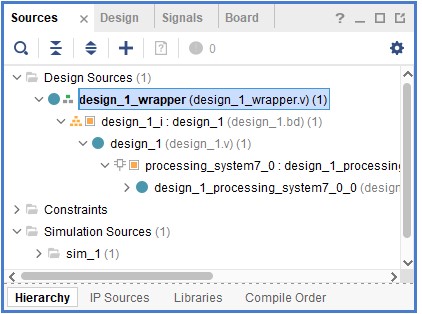 Sources × Design Signals Board ? _ □
0
Design Sources (1)
design_1_wrapper (design_1_wrapper.v) (1)
design_1_i : design_1 (design_1.bd) (1)
design_1 (design_1.v) (1)
processing_system7_0 : design_1_processing
design_1_processing_system7_0_0 (design
Constraints
Simulation Sources (1)
sim_1 (1)
Hierarchy IP Sources Libraries Compile Order